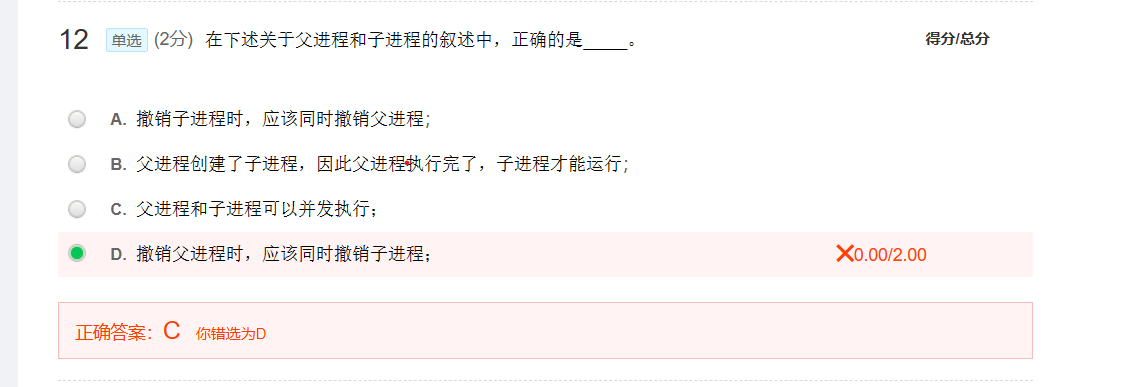 12 单选 (2分) 在下述关于父进程和子进程的叙述中，正确的是_____。 得分/总分
A. 撤销子进程时，应该同时撤销父进程；
B. 父进程创建了子进程，因此父进程执行完了，子进程才能运行；
C. 父进程和子进程可以并发执行；
D. 撤销父进程时，应该同时撤销子进程； ×0.00/2.00
正确答案：C 你错选为D